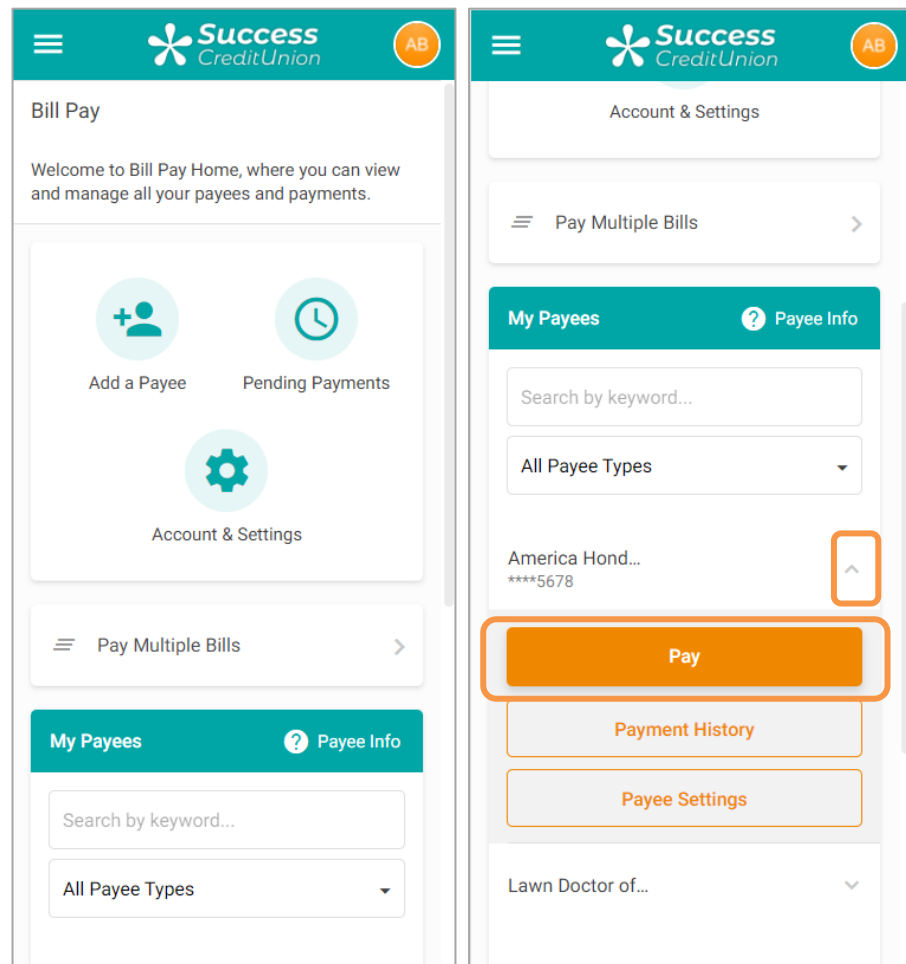 Success
CreditUnion
AB
Bill Pay
Welcome to Bill Pay Home, where you can view
and manage all your payees and payments.
Add a Payee
Pending Payments
Account & Settings
Pay Multiple Bills
My Payees
? Payee Info
Search by keyword...
All Payee Types
Success
CreditUnion
AB
Account & Settings
Pay Multiple Bills
My Payees
? Payee Info
Search by keyword...
All Payee Types
America Hond...
****5678
Pay
Payment History
Payee Settings
Lawn Doctor of...